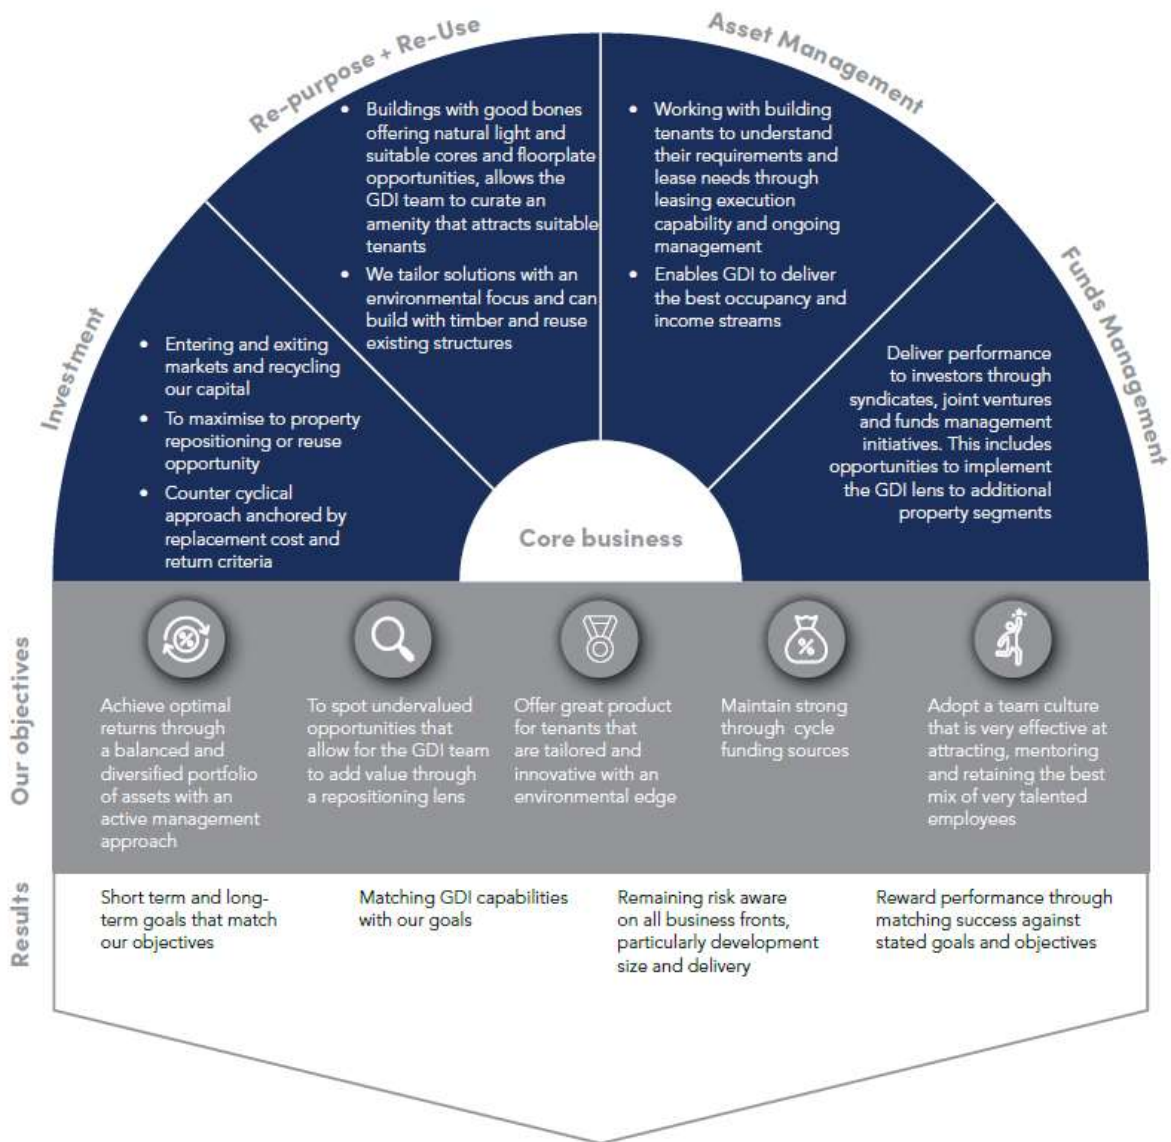 Re-purpose + Re-Use
Asset Management
Investment
Funds Management
• Buildings with good bones
offering natural light and
suitable cores and floorplate
opportunities, allows the
GDI team to curate an
amenity that attracts suitable
tenants
• We tailor solutions with an
environmental focus and can
build with timber and reuse
existing structures
• Working with building
tenants to understand
their requirements and
lease needs through
leasing execution
capability and ongoing
management
• Enables GDI to deliver
the best occupancy and
income streams
• Entering and exiting
markets and recycling
our capital
• To maximise to property
repositioning or reuse
opportunity
• Counter cyclical
approach anchored by
replacement cost and
return criteria
Deliver performance
to investors through
syndicates, joint ventures
and funds management
initiatives. This includes
opportunities to implement
the GDI lens to additional
property segments
Core business
Our objectives
%
%
Achieve optimal
returns through
a balanced and
diversified portfolio
of assets with an
active management
approach
To spot undervalued
opportunities that
allow for the GDI team
to add value through
a repositioning lens
Offer great product
for tenants that
are tailored and
innovative with an
environmental edge
Maintain strong
through cycle
funding sources
Adopt a team culture
that is very effective at
attracting, mentoring
and retaining the best
mix of very talented
employees
Results
Short term and long-
term goals that match
our objectives
Matching GDI capabilities
with our goals
Remaining risk aware
on all business fronts,
particularly development
size and delivery
Reward performance through
matching success against
stated goals and objectives